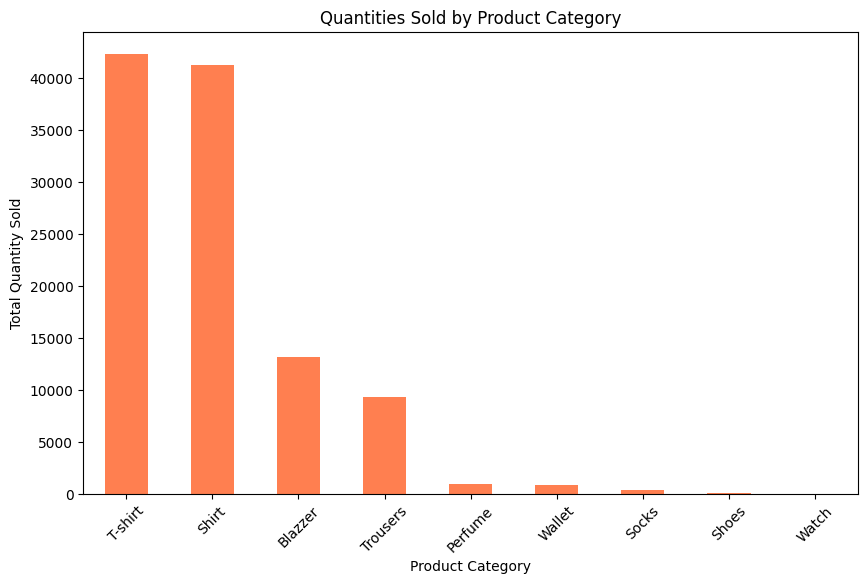 Quantities Sold by Product Category
Total Quantity Sold
40000
35000
30000
25000
20000
15000
10000
5000
0
T-shirt
Shirt
Blazzer
Trousers
Perfume
Wallet
Socks
Shoes
Watch
Product Category